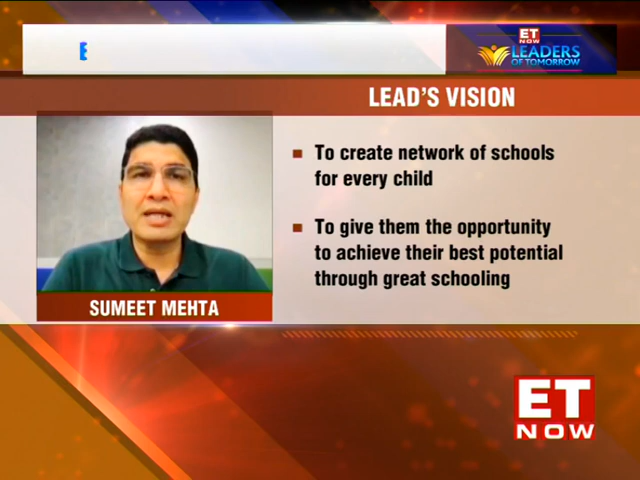 E
ET
NOW
LEADERS
OF TOMORROW
LEAD'S VISION
To create network of schools
for every child
To give them the opportunity
to achieve their best potential
through great schooling
SUMEET MEHTA
ET
NOW